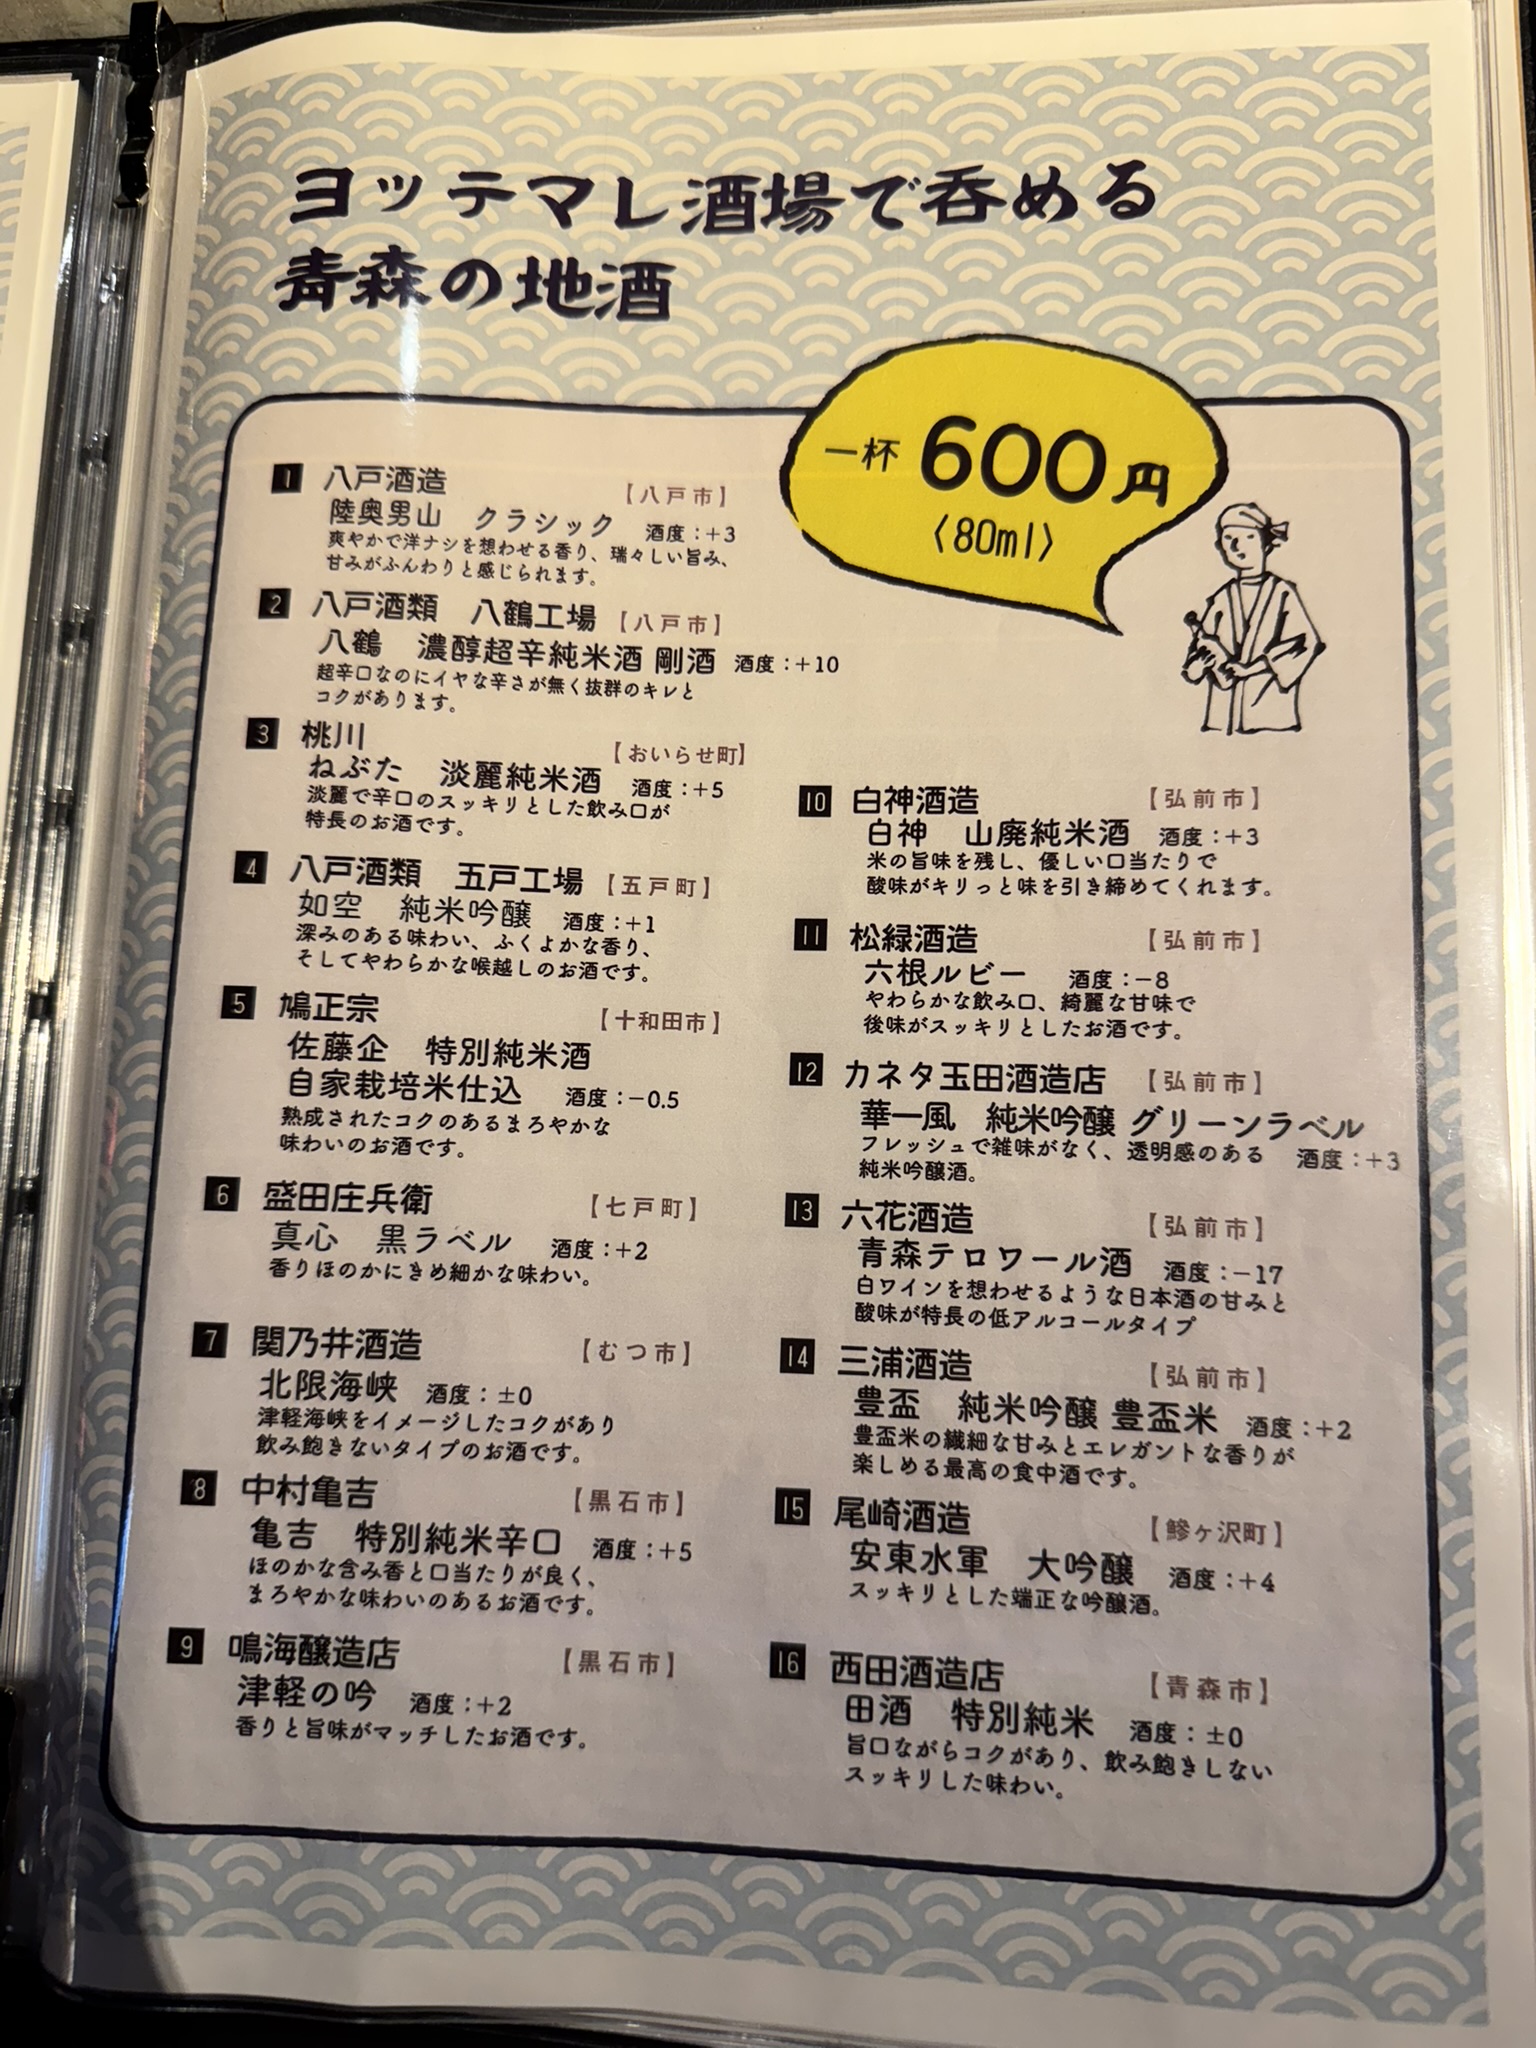 ヨッテマレ酒場で呑める
青森の地酒
一杯 600円
〈80ml〉
1 八戸酒造 【八戸市】
陸奥男山 クラシック 酒度：+3
爽やかで洋ナシを想わせる香り、瑞々しい旨み、
甘みがふんわりと感じられます。
2 八戸酒類 八鶴工場 【八戸市】
八鶴 濃醇超辛純米酒 剛酒 酒度：+10
超辛口なのにイヤな辛さが無く抜群のキレと
コクがあります。
3 桃川 【おいらせ町】
ねぶた 淡麗純米酒 酒度：+5
淡麗で辛口のスッキリとした飲み口が
特長のお酒です。
4 八戸酒類 五戸工場 【五戸町】
如空 純米吟醸 酒度：+1
深みのある味わい、ふくよかな香り、
そしてやわらかな喉越しのお酒です。
5 鳩正宗 【十和田市】
佐藤企 特別純米酒
自家栽培米仕込 酒度：−0.5
熟成されたコクのあるまろやかな
味わいのお酒です。
6 盛田庄兵衛 【七戸町】
真心 黒ラベル 酒度：+2
香りほのかにきめ細かな味わい。
7 関乃井酒造 【むつ市】
北限海峡 酒度：±0
津軽海峡をイメージしたコクがあり
飲み飽きないタイプのお酒です。
8 中村亀吉 【黒石市】
亀吉 特別純米辛口 酒度：+5
ほのかな含み香と口当たりが良く、
まろやかな味わいのあるお酒です。
9 鳴海醸造店 【黒石市】
津軽の吟 酒度：+2
香りと旨味がマッチしたお酒です。
10 白神酒造 【弘前市】
白神 山廃純米酒 酒度：+3
米の旨味を残し、優しい口当たりで
酸味がキリっと味を引き締めてくれます。
11 松緑酒造 【弘前市】
六根ルビー 酒度：−8
やわらかな飲み口、綺麗な甘味で
後味がスッキリとしたお酒です。
12 カネタ玉田酒造店 【弘前市】
華一風 純米吟醸 グリーンラベル
フレッシュで雑味がなく、透明感のある 酒度：+3
純米吟醸酒。
13 六花酒造 【弘前市】
青森テロワール酒 酒度：−17
白ワインを想わせるような日本酒の甘みと
酸味が特長の低アルコールタイプ
14 三浦酒造 【弘前市】
豊盃 純米吟醸 豊盃米 酒度：+2
豊盃米の繊細な甘みとエレガントな香りが
楽しめる最高の食中酒です。
15 尾崎酒造 【鰺ヶ沢町】
安東水軍 大吟醸 酒度：+4
スッキリとした端正な吟醸酒。
16 西田酒造店 【青森市】
田酒 特別純米 酒度：±0
旨口ながらコクがあり、飲み飽きしない
スッキリした味わい。